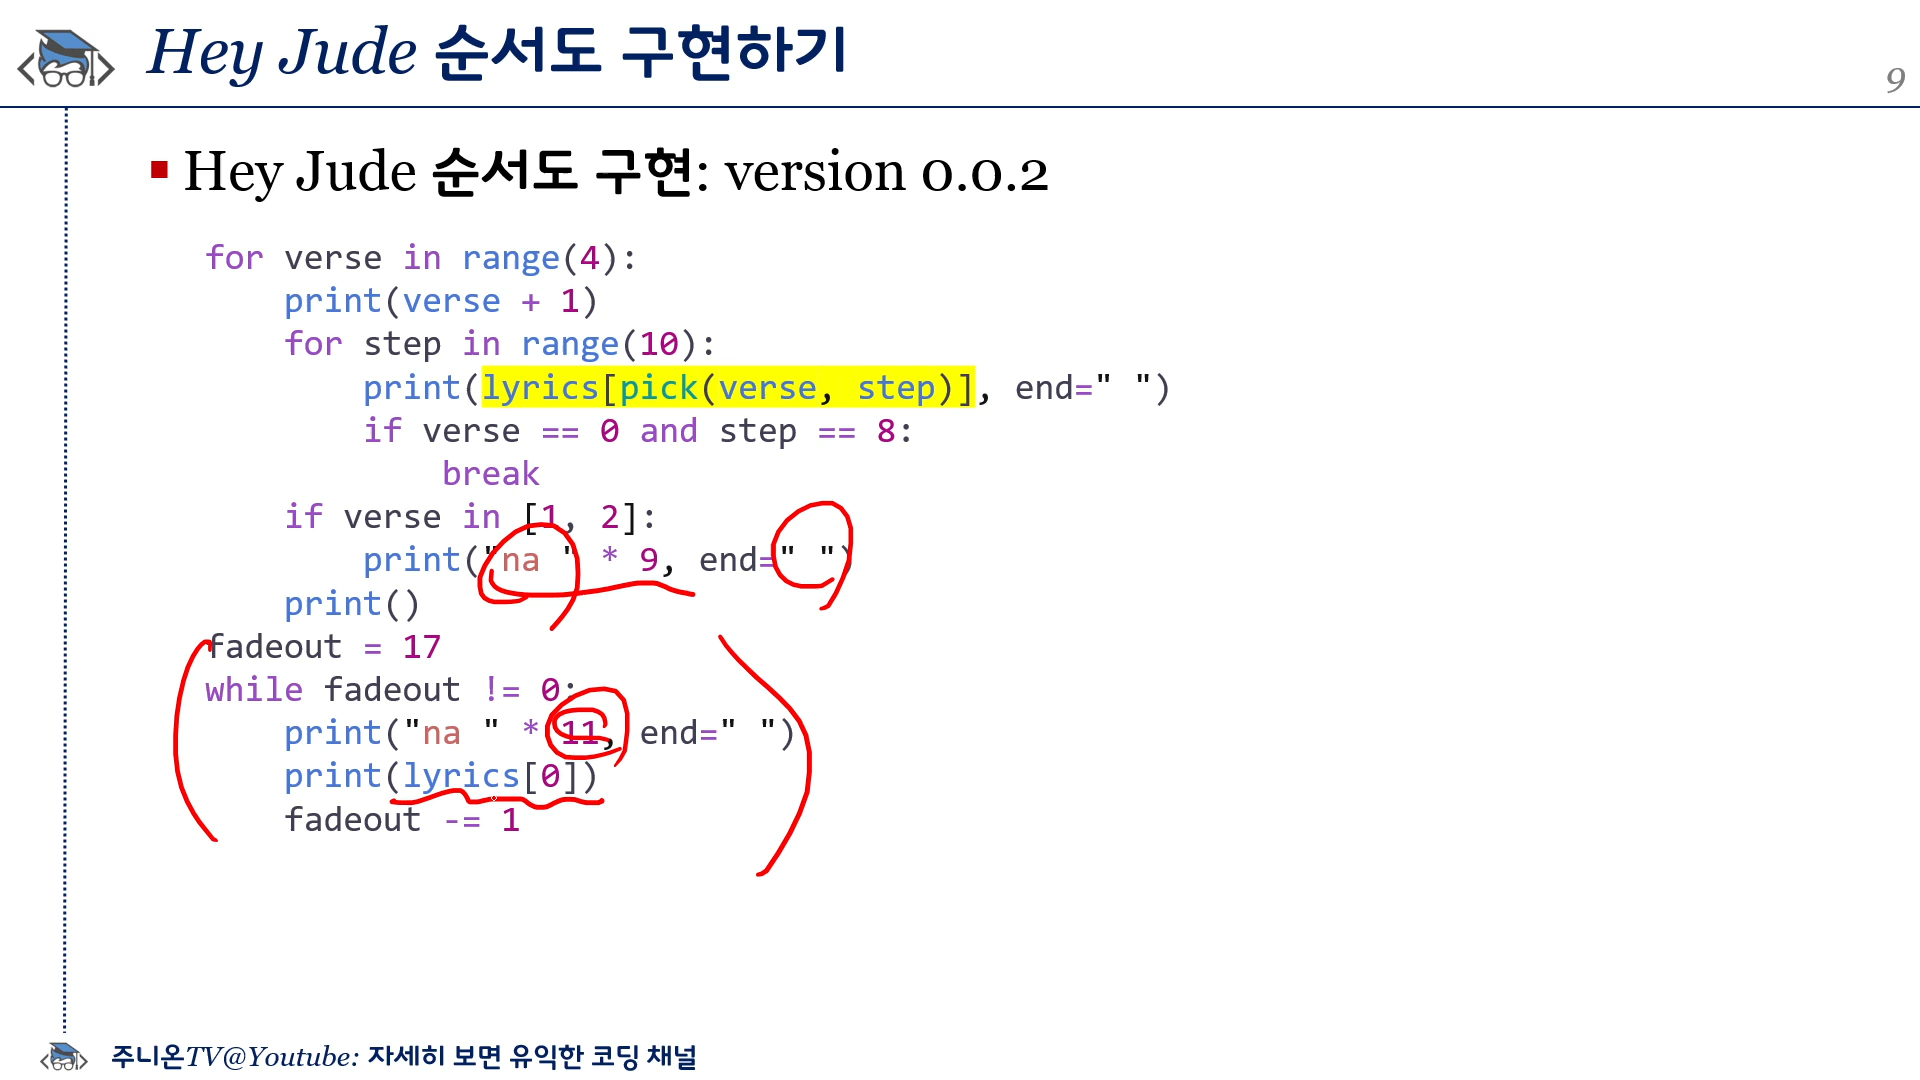 Hey Jude 순서도 구현하기
9
Hey Jude 순서도 구현: version 0.0.2
for verse in range(4):
    print(verse + 1)
    for step in range(10):
        print(lyrics[pick(verse, step)], end=" ")
        if verse == 0 and step == 8:
            break
    if verse in [1, 2]:
        print("na " * 9, end=" ")
    print()
fadeout = 17
while fadeout != 0:
    print("na " * 11, end=" ")
    print(lyrics[0])
    fadeout -= 1
주니온TV@Youtube: 자세히 보면 유익한 코딩 채널